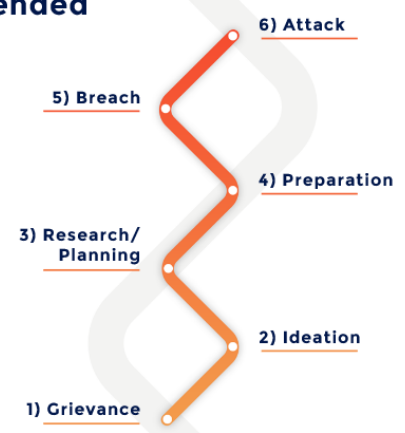 6) Attack
5) Breach
4) Preparation
3) Research/
Planning
2) Ideation
1) Grievance